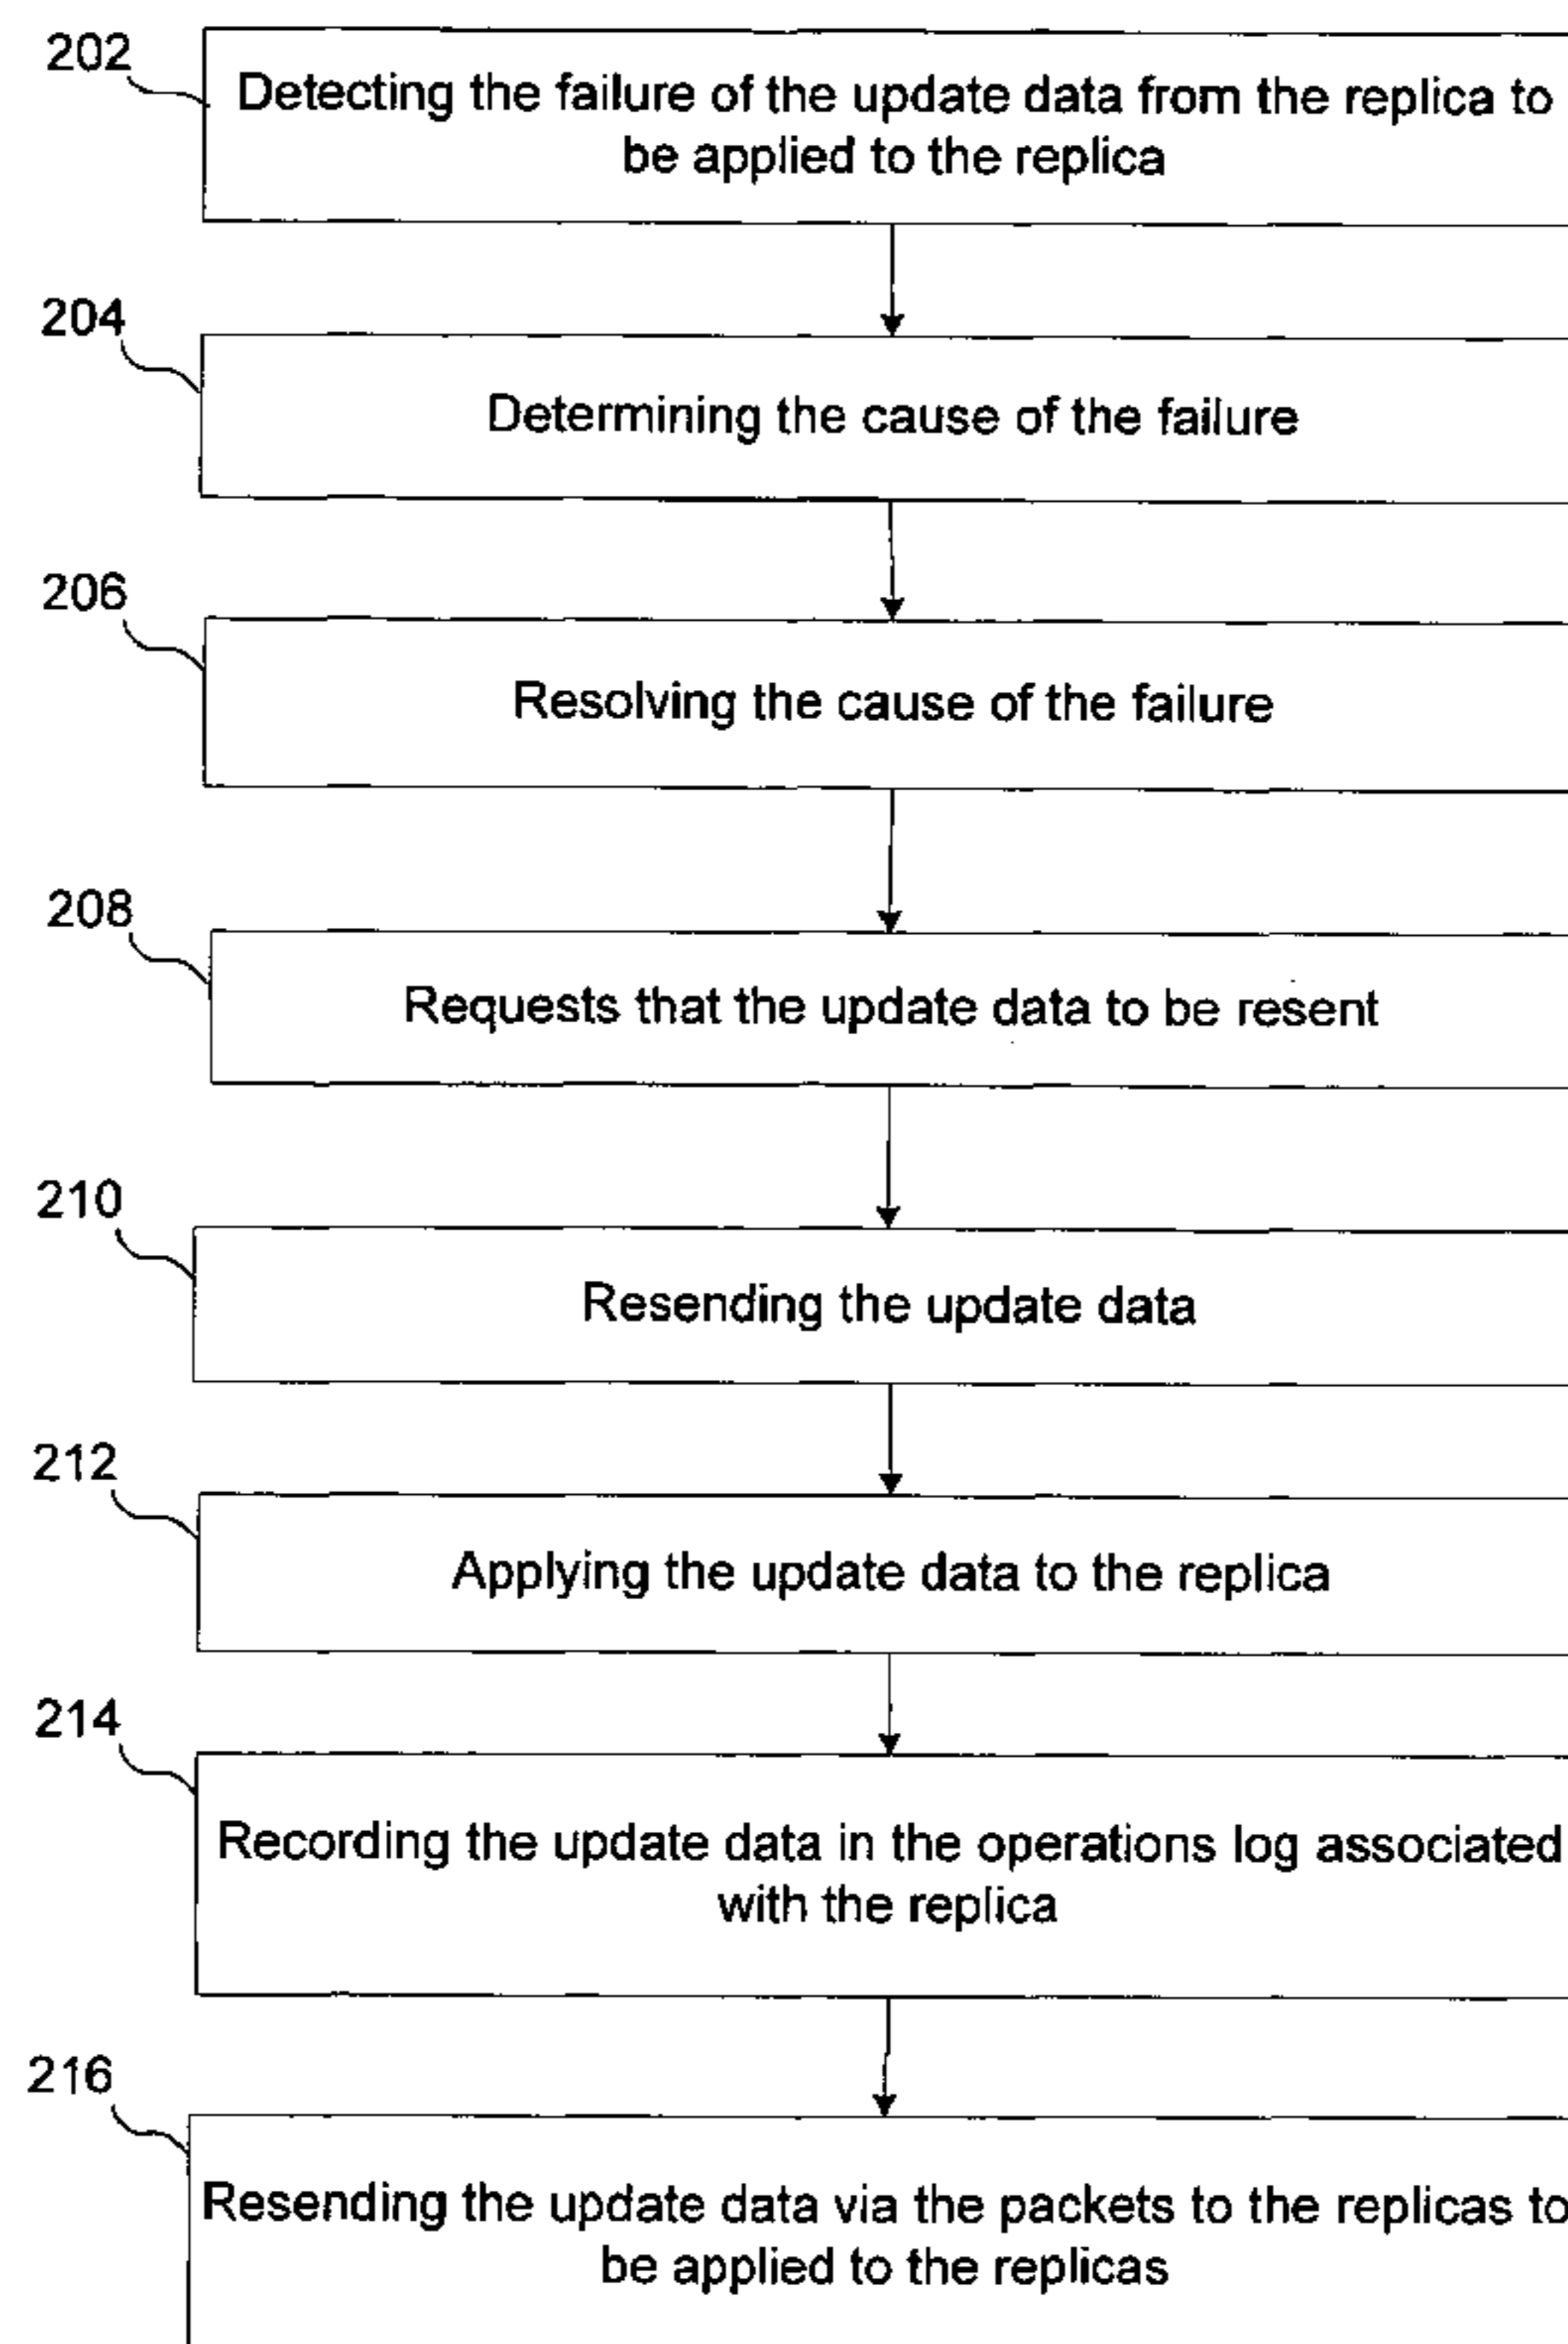 202
Detecting the failure of the update data from the replica to
be applied to the replica
204
Determining the cause of the failure
206
Resolving the cause of the failure
208
Requests that the update data to be resent
210
Resending the update data
212
Applying the update data to the replica
214
Recording the update data in the operations log associated
with the replica
216
Resending the update data via the packets to the replicas to
be applied to the replicas